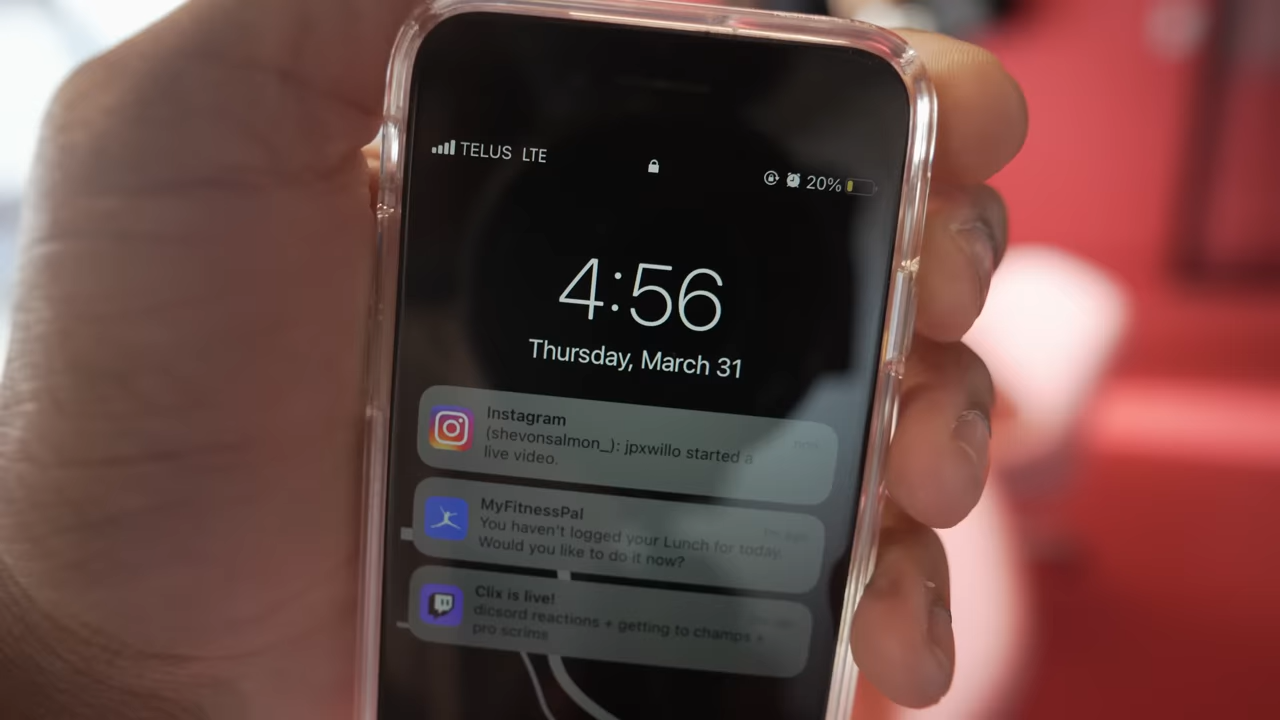 TELUS LTE
20%
4:56
Thursday, March 31
Instagram
now
(shevonsalmon_): jpxwillo started a
live video.
MyFitnessPal
You haven't logged your Lunch for today.
Would you like to do it now?
Clix is live!
dicsord reactions + getting to champs +
pro scrims